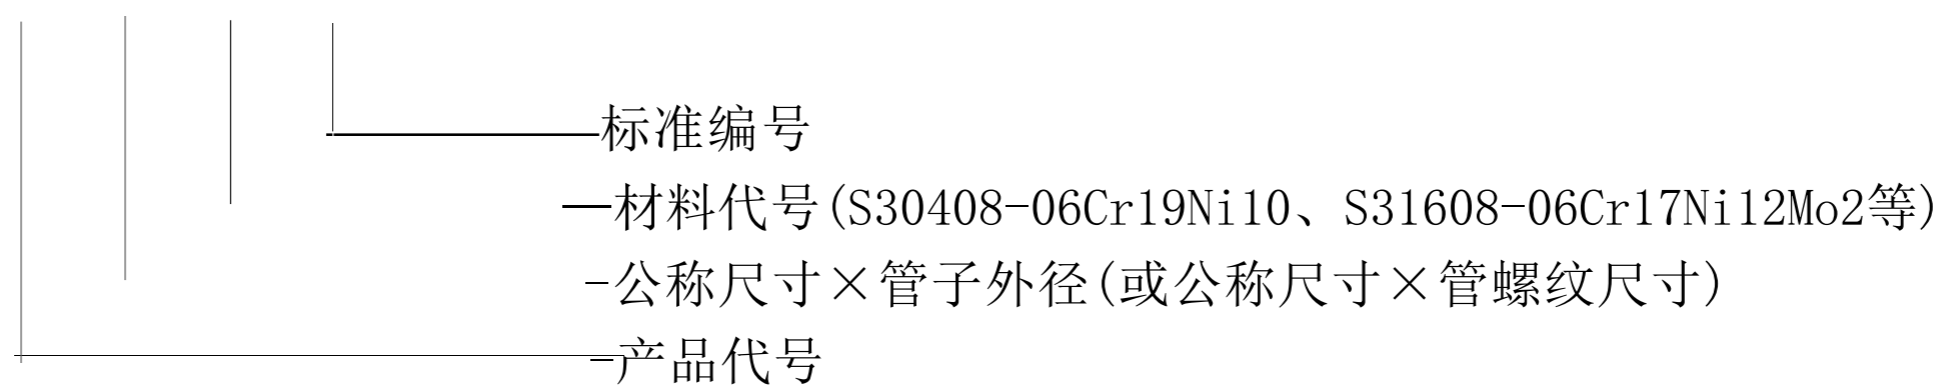 标准编号
材料代号(S30408-06Cr19Ni10、S31608-06Cr17Ni12Mo2等)
公称尺寸×管子外径(或公称尺寸×管螺纹尺寸)
产品代号